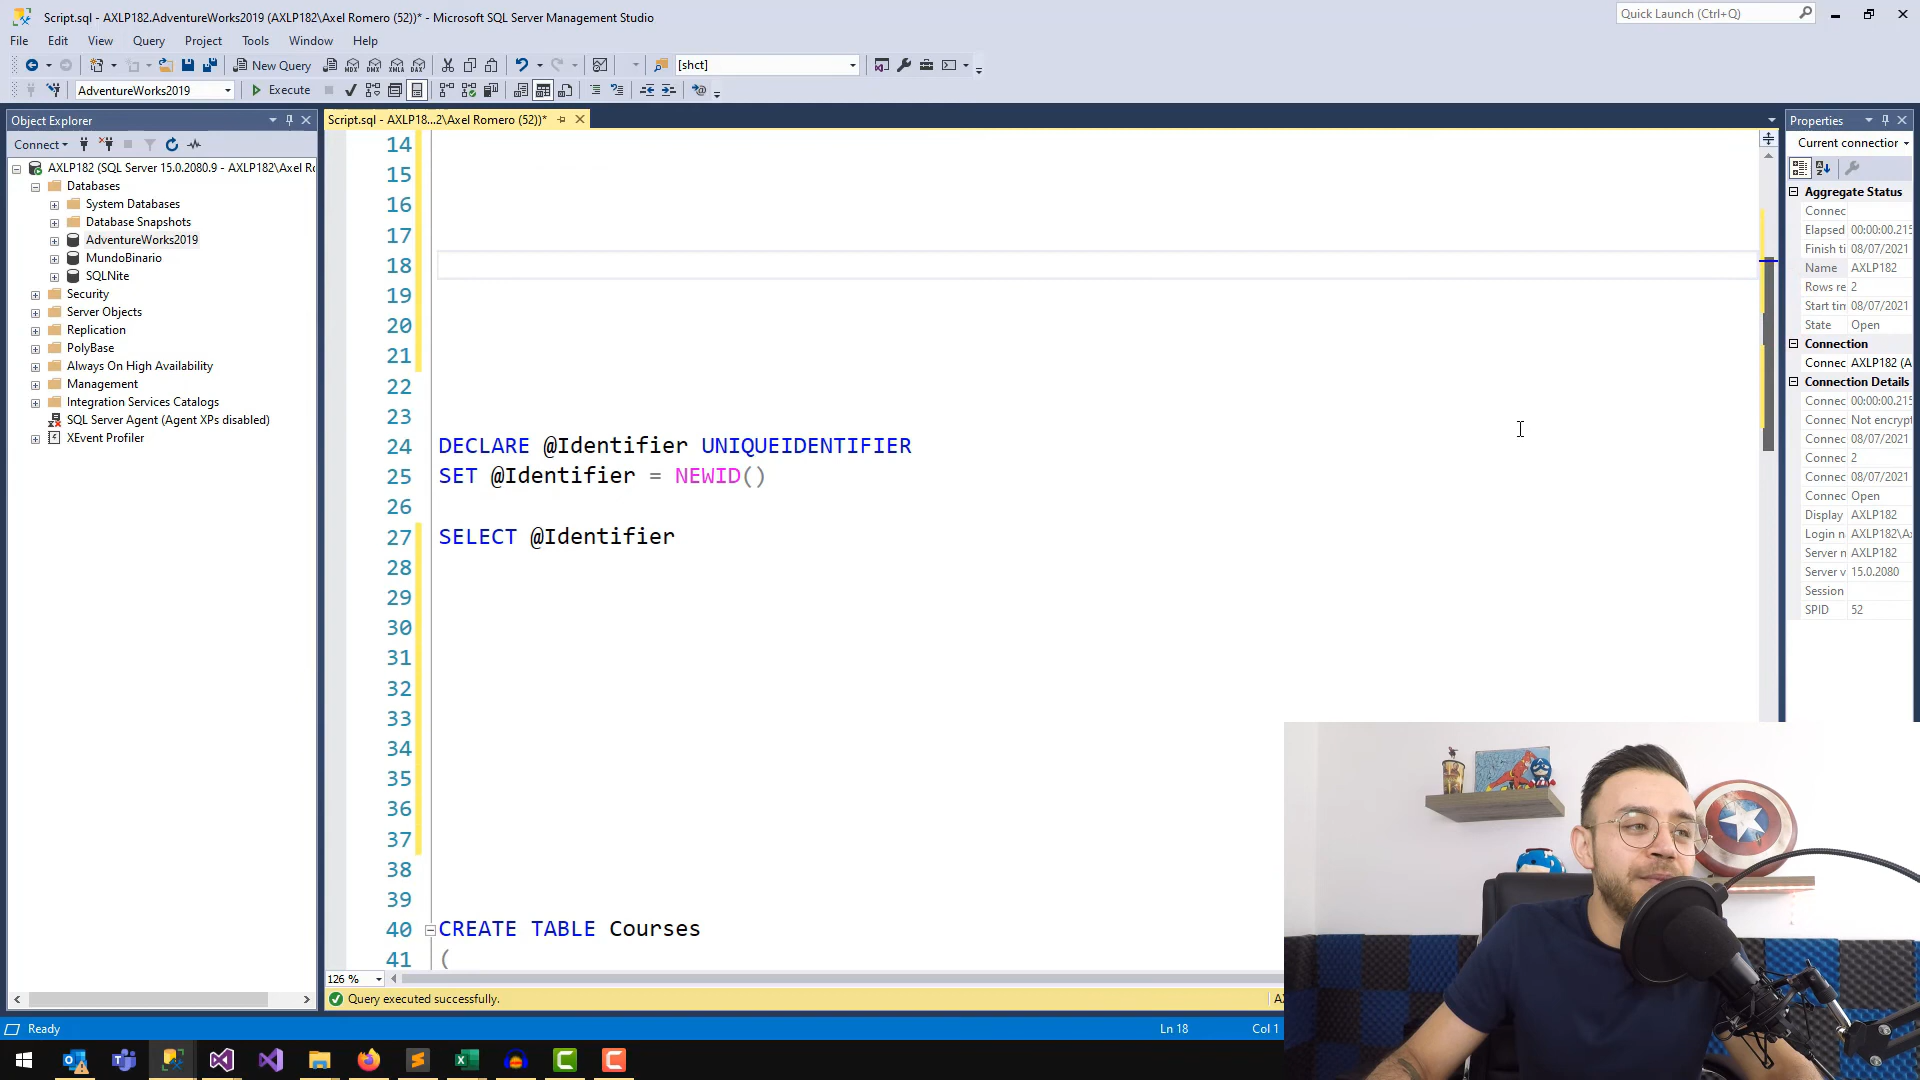 Script.sql - AXLP182.AdventureWorks2019 (AXLP182\Axel Romero (52))* - Microsoft SQL Server Management Studio
Quick Launch (Ctrl+Q)
File Edit View Query Project Tools Window Help
New Query
[shct]
AdventureWorks2019
Execute
Object Explorer
Connect
AXLP182 (SQL Server 15.0.2080.9 - AXLP182\Axel Ro
Databases
System Databases
Database Snapshots
AdventureWorks2019
MundoBinario
SQLNite
Security
Server Objects
Replication
PolyBase
Always On High Availability
Management
Integration Services Catalogs
SQL Server Agent (Agent XPs disabled)
XEvent Profiler
Script.sql - AXLP18...2\Axel Romero (52))*
14
15
16
17
18
19
20
21
22
23
24 DECLARE @Identifier UNIQUEIDENTIFIER
25 SET @Identifier = NEWID()
26
27 SELECT @Identifier
28
29
30
31
32
33
34
35
36
37
38
39
40 CREATE TABLE Courses
41 (
126 %
Query executed successfully.
Properties
Current connection
Aggregate Status
Connec
Elapsed 00:00:00.215
Finish ti 08/07/2021
Name AXLP182
Rows re 2
Start tim 08/07/2021
State Open
Connection
Connec AXLP182 (A
Connection Details
Connec 00:00:00.215
Connec Not encrypt
Connec 08/07/2021
Connec 2
Connec 08/07/2021
Connec Open
Display AXLP182
Login n AXLP182\Ax
Server n AXLP182
Server v 15.0.2080
Session
SPID 52
Ready
Ln 18
Col 1